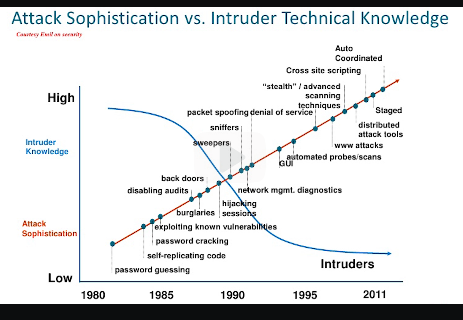 Attack Sophistication vs. Intruder Technical Knowledge
Courtesy Emil on security
Auto
Coordinated
Cross site scripting
"stealth" / advanced
scanning
techniques
High
packet spoofing denial of service
Staged
sniffers
distributed
attack tools
Intruder
Knowledge
sweepers
www attacks
automated probes/scans
GUI
back doors
disabling audits
network mgmt. diagnostics
hijacking
sessions
burglaries
Attack
Sophistication
exploiting known vulnerabilities
password cracking
self-replicating code
Intruders
password guessing
Low
1980 1985 1990 1995 2011